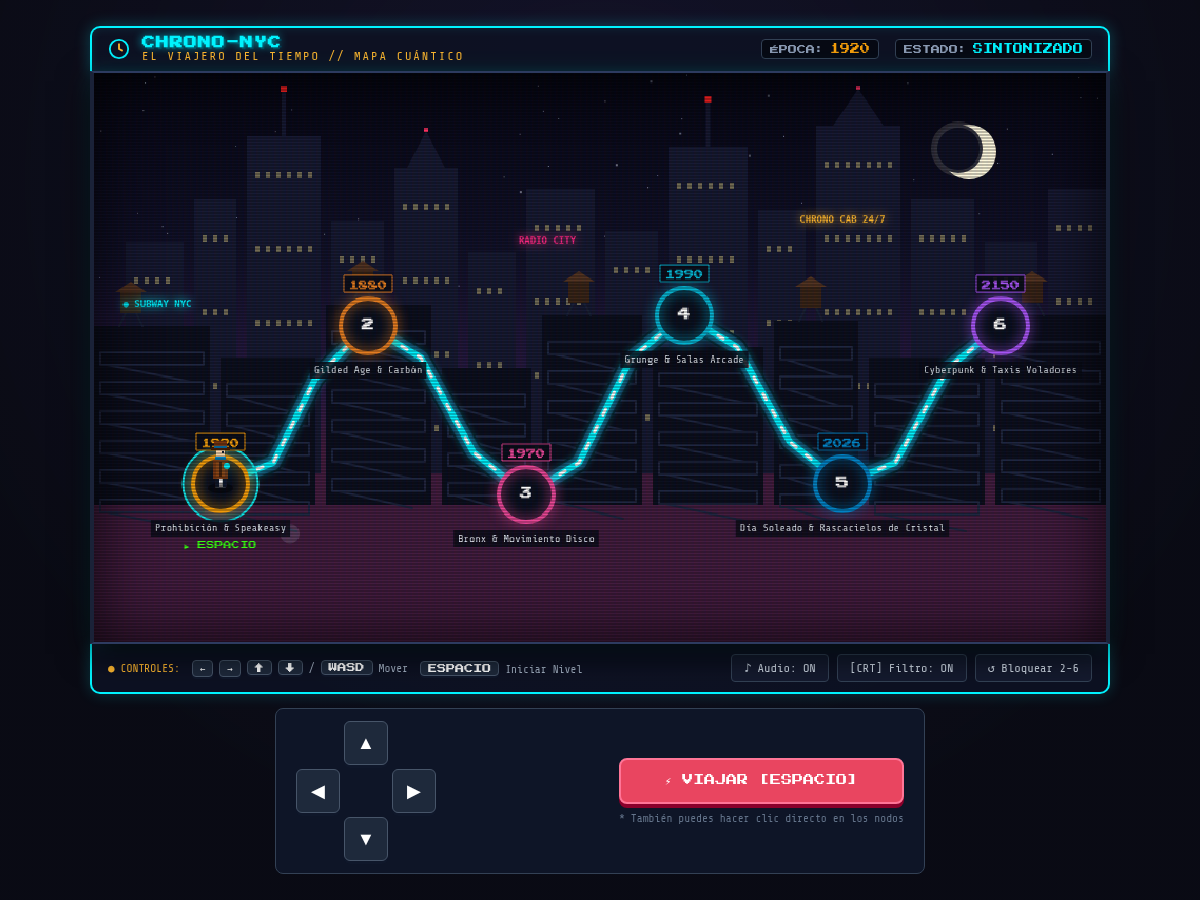 CHRONO-NYC
EL VIAJERO DEL TIEMPO // MAPA CUÁNTICO
ÉPOCA: 1920
ESTADO: SINTONIZADO
CHRONO CAB 24/7
RADIO CITY
SUBWAY NYC
1880
2
Gilded Age & Carbón
1990
4
Grunge & Salas Arcade
2150
6
Cyberpunk & Taxis Voladores
1920
Prohibición & Speakeasy
▸ ESPACIO
1970
3
Bronx & Movimiento Disco
2026
5
Día Soleado & Rascacielos de Cristal
● CONTROLES: ← → ↑ ↓ / WASD Mover ESPACIO Iniciar Nivel
♪ Audio: ON
[CRT] Filtro: ON
↺ Bloquear 2-6
▲
◀ ▶
▼
⚡ VIAJAR [ESPACIO]
* También puedes hacer clic directo en los nodos